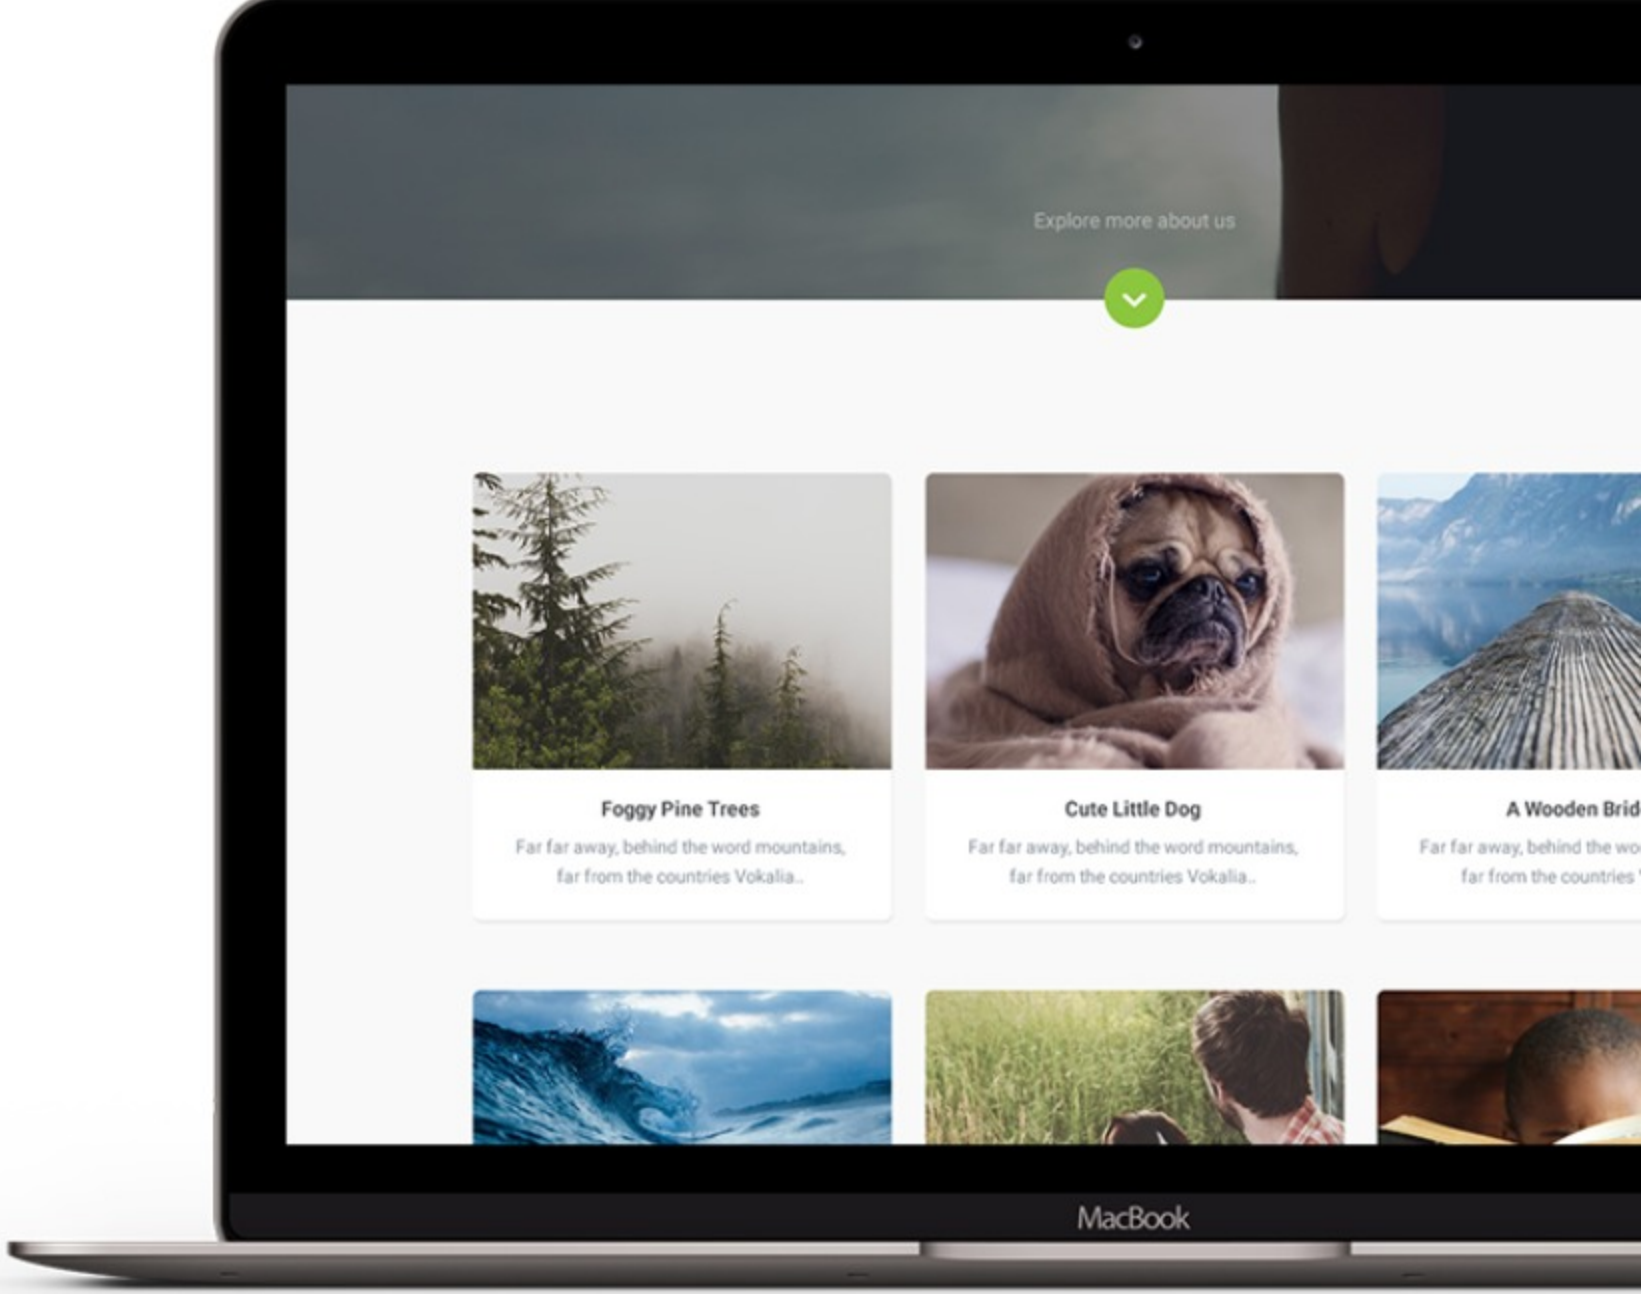 Explore more about us
Foggy Pine Trees
Far far away, behind the word mountains,
far from the countries Vokalia..
Cute Little Dog
Far far away, behind the word mountains,
far from the countries Vokalia..
A Wooden Brid
Far far away, behind the wo
far from the countries
MacBook